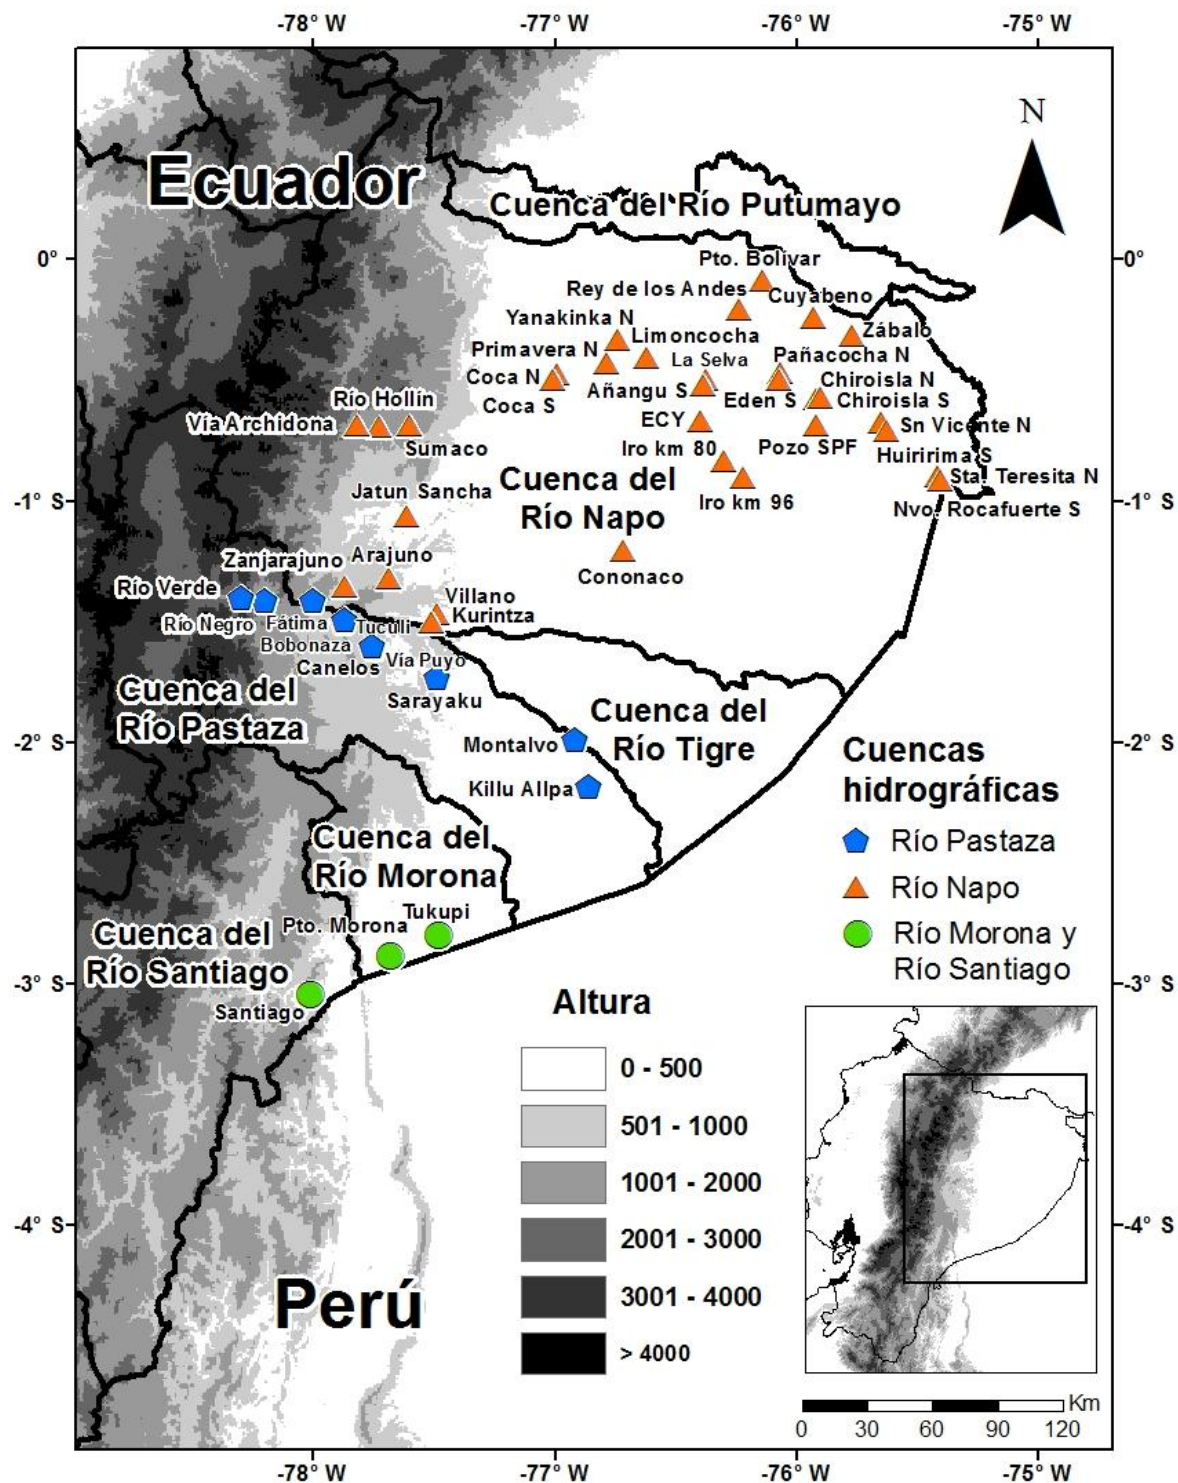 -78° W
-77° W
-76° W
-75° W
N
Ecuador
Cuenca del Río Putumayo
0°
0°
Pto. Bolivar
Rey de los Andes
Cuyabeno
Yanakinka N
Limoncocha
Zábalo
Primavera N
La Selva
Pañacocha N
Coca N
Añangu S
Eden S
Chiroisla N
Coca S
Chiroisla S
Río Hollín
Vía Archidona
ECY
Sn Vicente N
Sumaco
Iro km 80
Pozo SPF
Huiririma S
Cuenca del
Río Napo
Sta. Teresita N
Jatun Sancha
-1° S
-1° S
Iro km 96
Nvo. Rocafuerte S
Zanjarajuno
Arajuno
Cononaco
Río Verde
Villano
Kurintza
Río Negro
Fátima
Tuculi
Bobonaza
Canelos
Vía Puyo
Cuenca del
Río Pastaza
Sarayaku
Cuenca del
Río Tigre
-2° S
-2° S
Montalvo
Killu Allpa
Cuencas
hidrográficas
Río Pastaza
Río Napo
Río Morona y
Río Santiago
Cuenca del
Río Morona
Tukupi
Pto. Morona
Cuenca del
Río Santiago
-3° S
-3° S
Santiago
Altura
0 - 500
501 - 1000
1001 - 2000
2001 - 3000
3001 - 4000
> 4000
-4° S
-4° S
Perú
Km
0 30 60 90 120
-78° W
-77° W
-76° W
-75° W